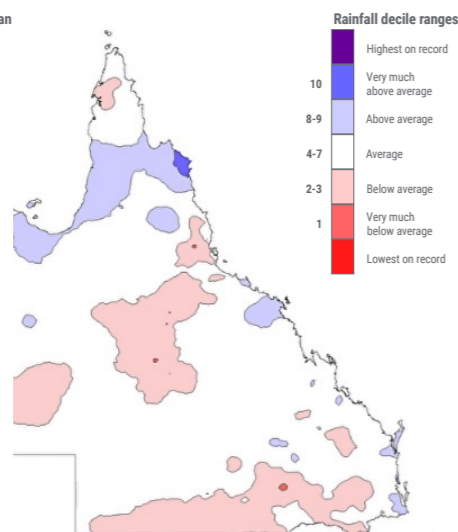 an
Rainfall decile ranges
Highest on record
10 Very much
above average
8-9 Above average
4-7 Average
2-3 Below average
1 Very much
below average
Lowest on record